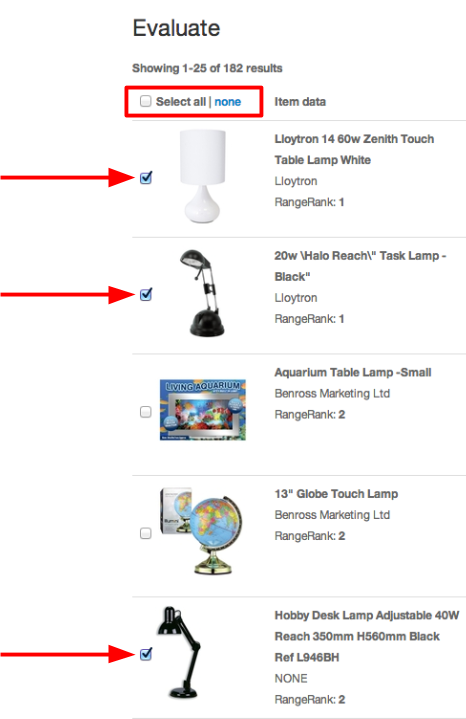 Evaluate
Showing 1-25 of 182 results
Select all | none
Item data
Lloytron 14 60w Zenith Touch
Table Lamp White
Lloytron
RangeRank: 1
20w \Halo Reach\" Task Lamp -
Black"
Lloytron
RangeRank: 1
LIVING AQUARIUM
Aquarium Table Lamp -Small
Benross Marketing Ltd
RangeRank: 2
13" Globe Touch Lamp
Benross Marketing Ltd
RangeRank: 2
Hobby Desk Lamp Adjustable 40W
Reach 350mm H560mm Black
Ref L946BH
NONE
RangeRank: 2